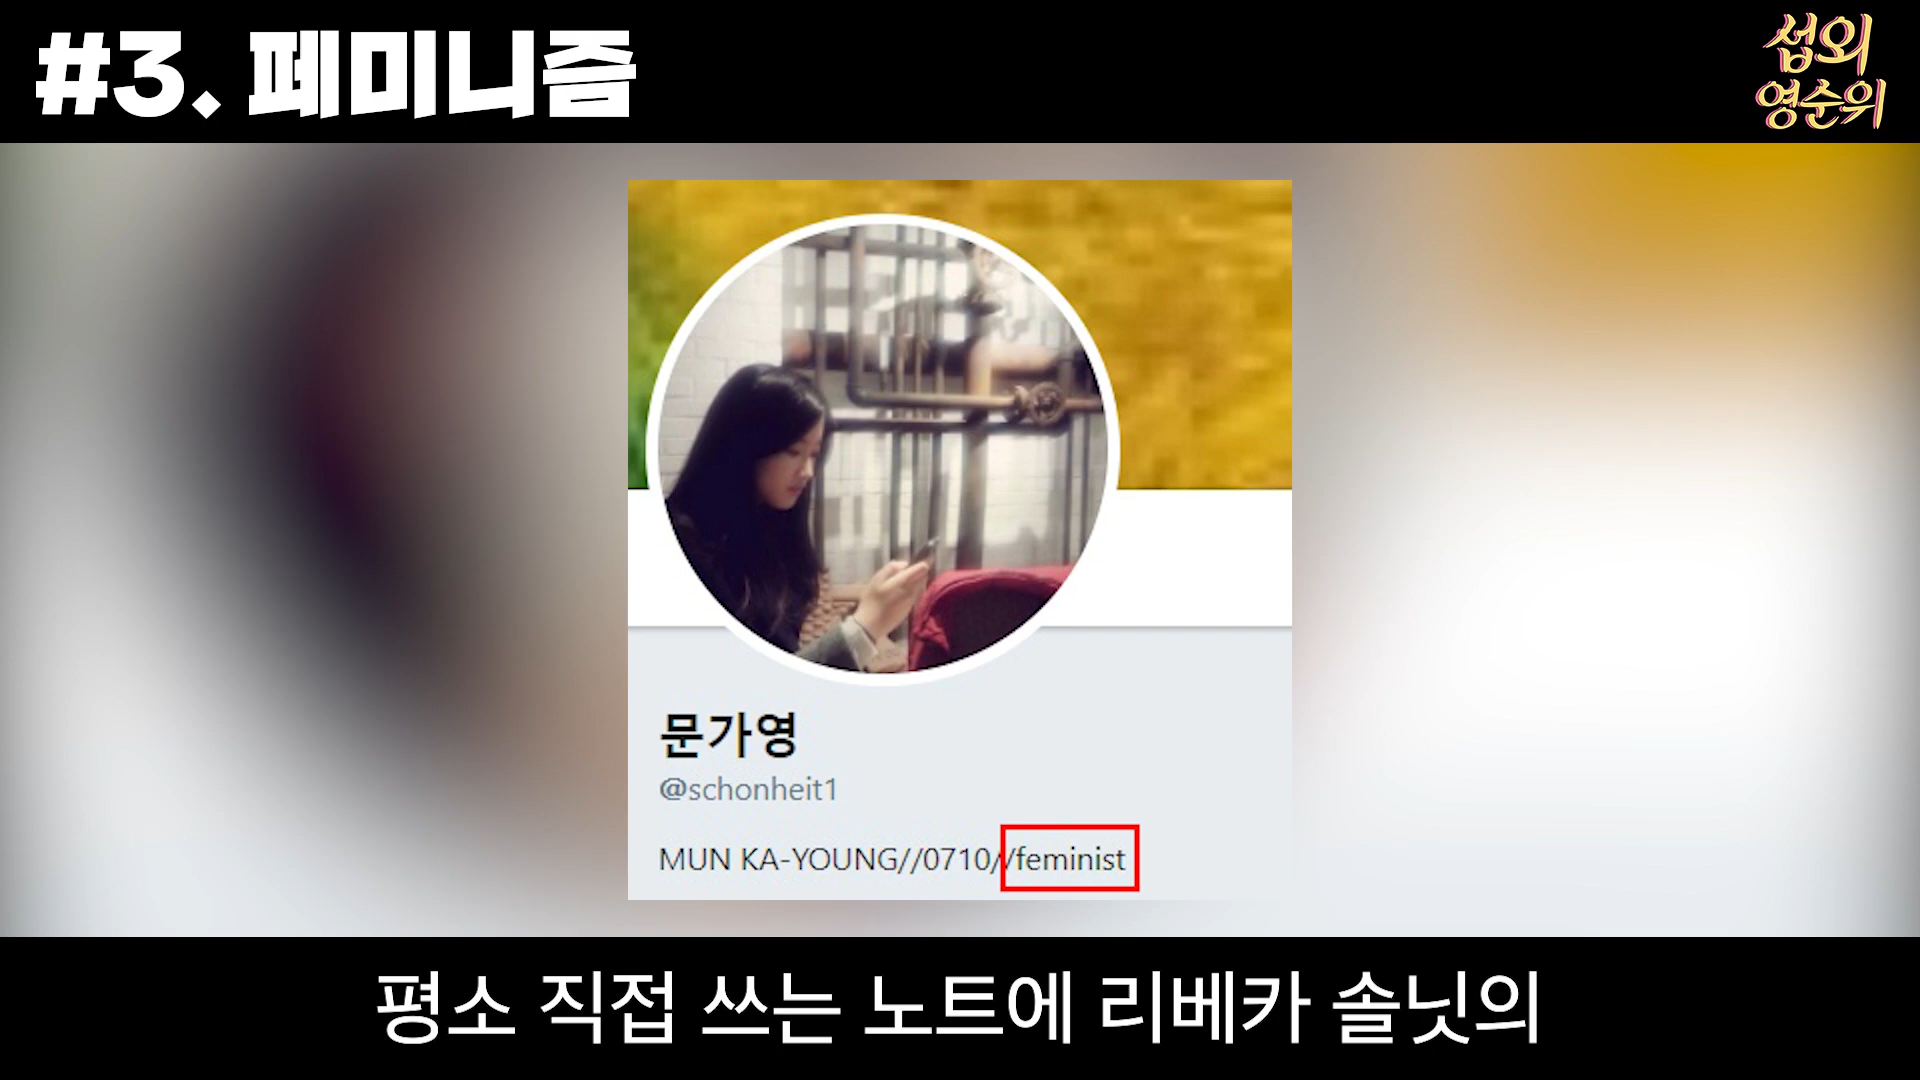 #3. 페미니즘
섭외
영순위
문가영
@schonheit1
MUN KA-YOUNG//0710//feminist
평소 직접 쓰는 노트에 리베카 솔닛의